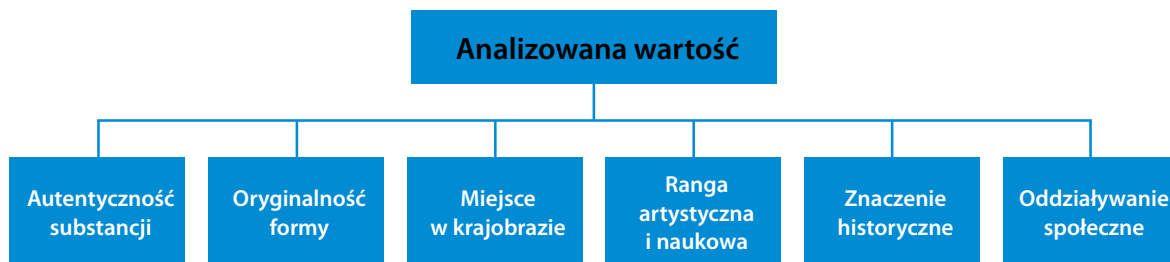 Analizowana wartość
Autentyczność
substancji
Oryginalność
formy
Miejsce
w krajobrazie
Ranga
artystyczna
i naukowa
Znaczenie
historyczne
Oddziaływanie
społeczne